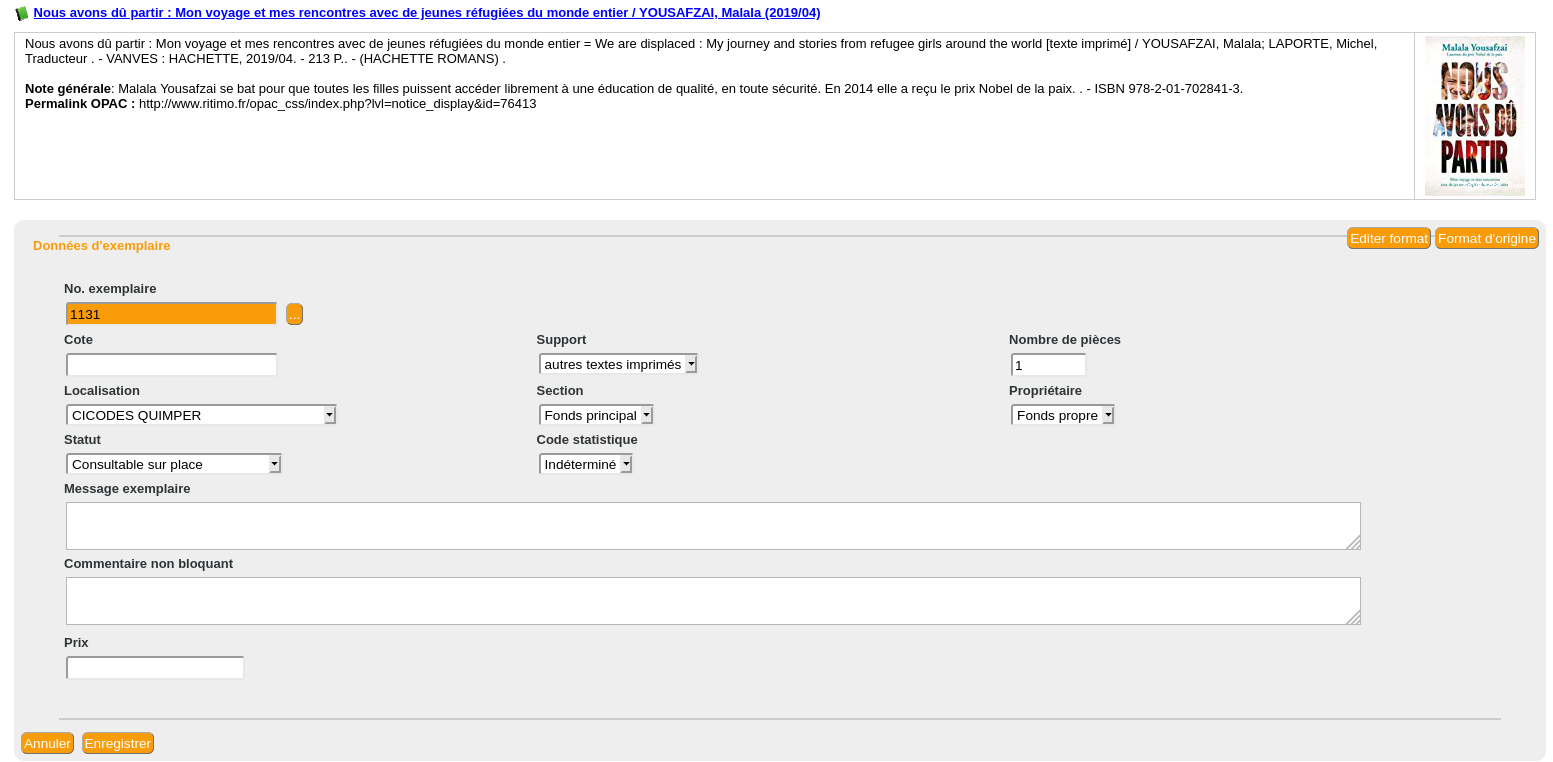 Nous avons dû partir : Mon voyage et mes rencontres avec de jeunes réfugiées du monde entier / YOUSAFZAI, Malala (2019/04)
Nous avons dû partir : Mon voyage et mes rencontres avec de jeunes réfugiées du monde entier = We are displaced : My journey and stories from refugee girls around the world [texte imprimé] / YOUSAFZAI, Malala; LAPORTE, Michel,
Traducteur . - VANVES : HACHETTE, 2019/04. - 213 P.. - (HACHETTE ROMANS) .
Note générale: Malala Yousafzai se bat pour que toutes les filles puissent accéder librement à une éducation de qualité, en toute sécurité. En 2014 elle a reçu le prix Nobel de la paix. . - ISBN 978-2-01-702841-3.
Permalink OPAC : http://www.ritimo.fr/opac_css/index.php?lvl=notice_display&id=76413
Malala Yousafzai
NOUS
AVONS DÛ
PARTIR
Données d'exemplaire
Editer format Format d'origine
No. exemplaire
1131 ...
Cote Support Nombre de pièces
autres textes imprimés 1
Localisation Section Propriétaire
CICODES QUIMPER Fonds principal Fonds propre
Statut Code statistique
Consultable sur place Indéterminé
Message exemplaire
Commentaire non bloquant
Prix
Annuler Enregistrer